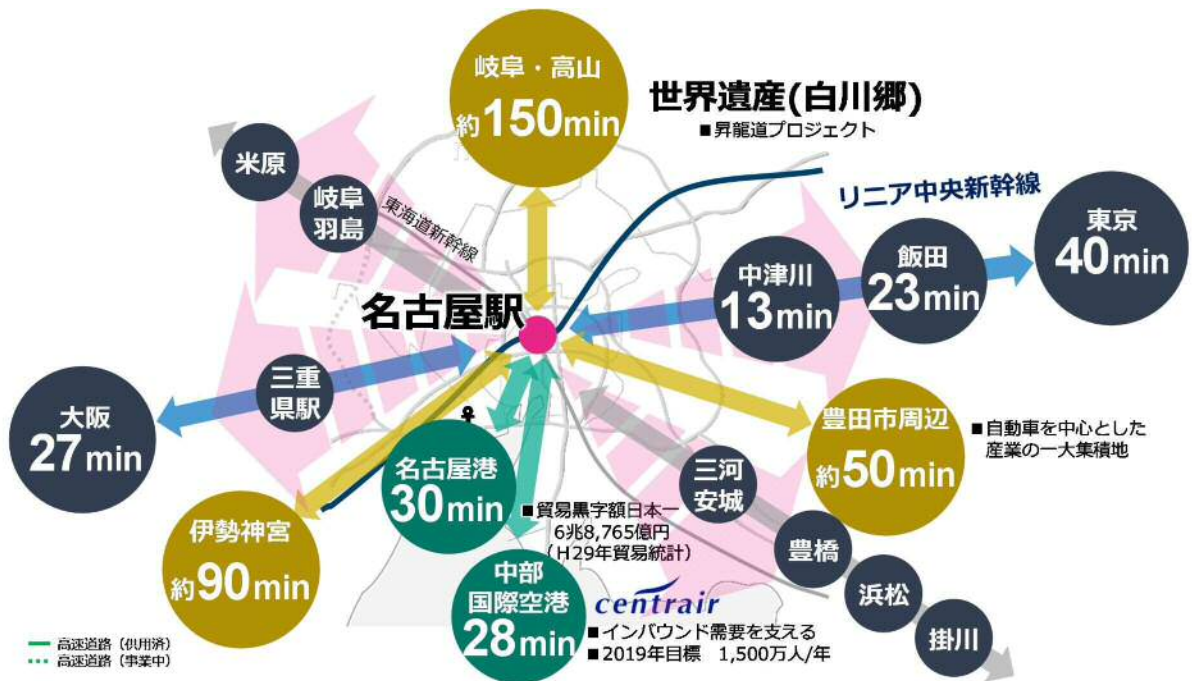 岐阜・高山
約150min
世界遺産(白川郷)
■昇龍道プロジェクト
米原
岐阜
羽島
東海道新幹線
リニア中央新幹線
東京
40min
飯田
23min
中津川
13min
名古屋駅
三重
県駅
大阪
27min
豊田市周辺
約50min
■自動車を中心とした
産業の一大集積地
名古屋港
30min
■貿易黒字額日本一
6兆8,765億円
(H29年貿易統計)
三河
安城
豊橋
浜松
掛川
伊勢神宮
約90min
中部
国際空港
28min
centrair
■インバウンド需要を支える
■2019年目標 1,500万人/年
高速道路（供用済）
高速道路（事業中）